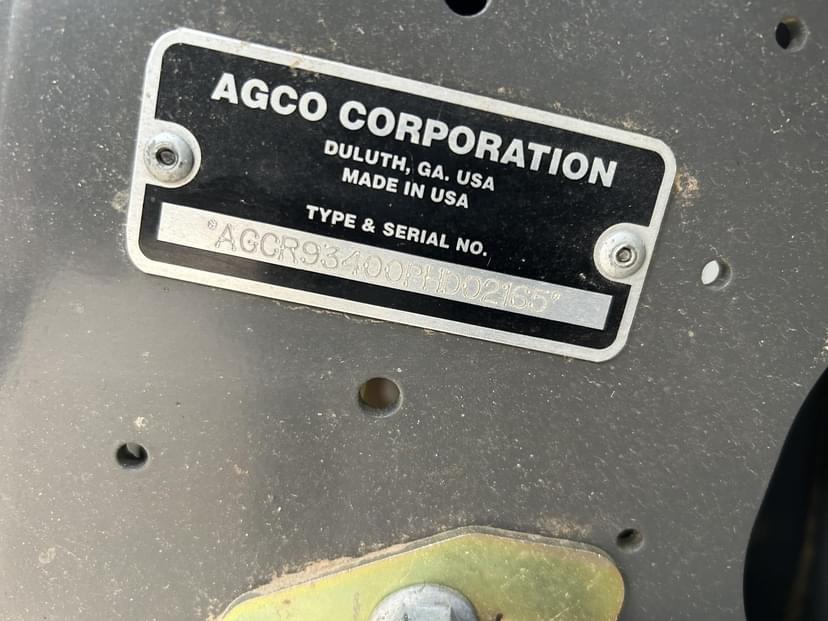 AGCO CORPORATION
DULUTH, GA. USA
MADE IN USA
TYPE & SERIAL NO.
*AGCR93400PHD02165*